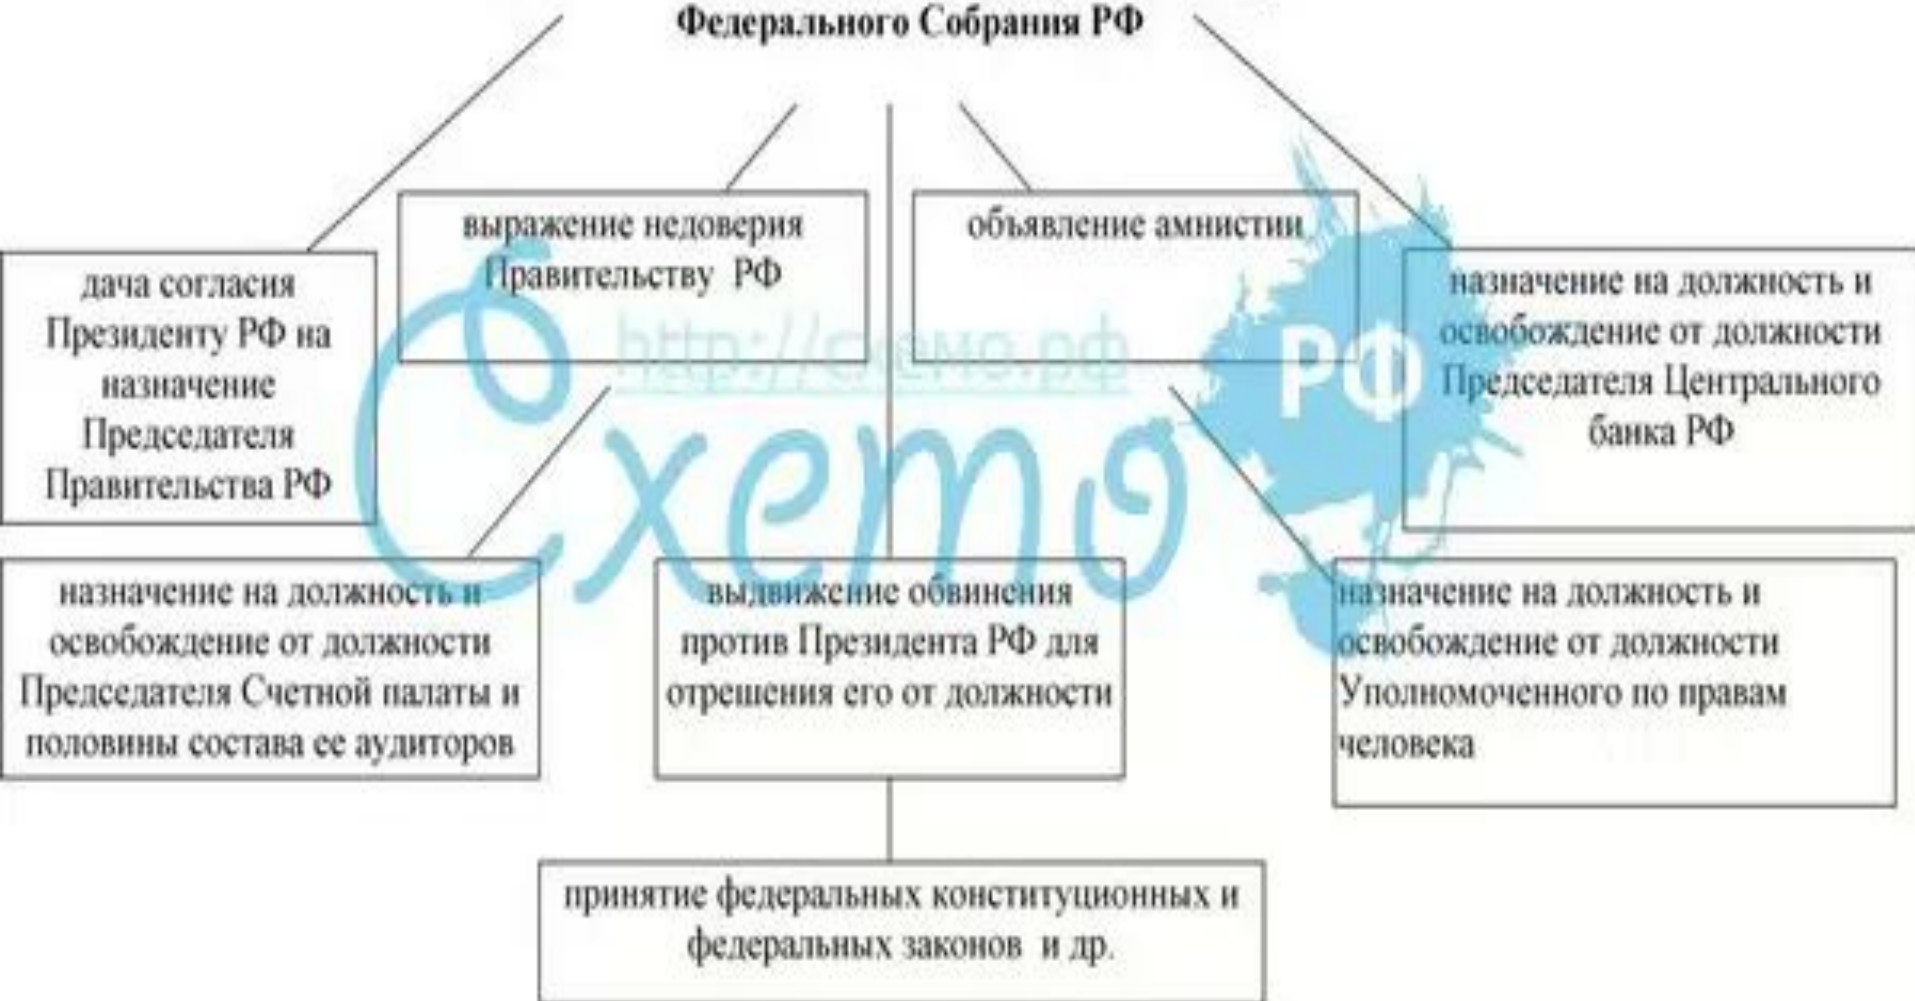 Федерального Собрания РФ
выражение недоверия
Правительству РФ
объявление амнистии
дача согласия
Президенту РФ на
назначение
Председателя
Правительства РФ
назначение на должность и
освобождение от должности
Председателя Центрального
банка РФ
http://схемо.рф
Схемо
РФ
назначение на должность и
освобождение от должности
Председателя Счетной палаты и
половины состава ее аудиторов
выдвижение обвинения
против Президента РФ для
отрешения его от должности
назначение на должность и
освобождение от должности
Уполномоченного по правам
человека
принятие федеральных конституционных и
федеральных законов и др.